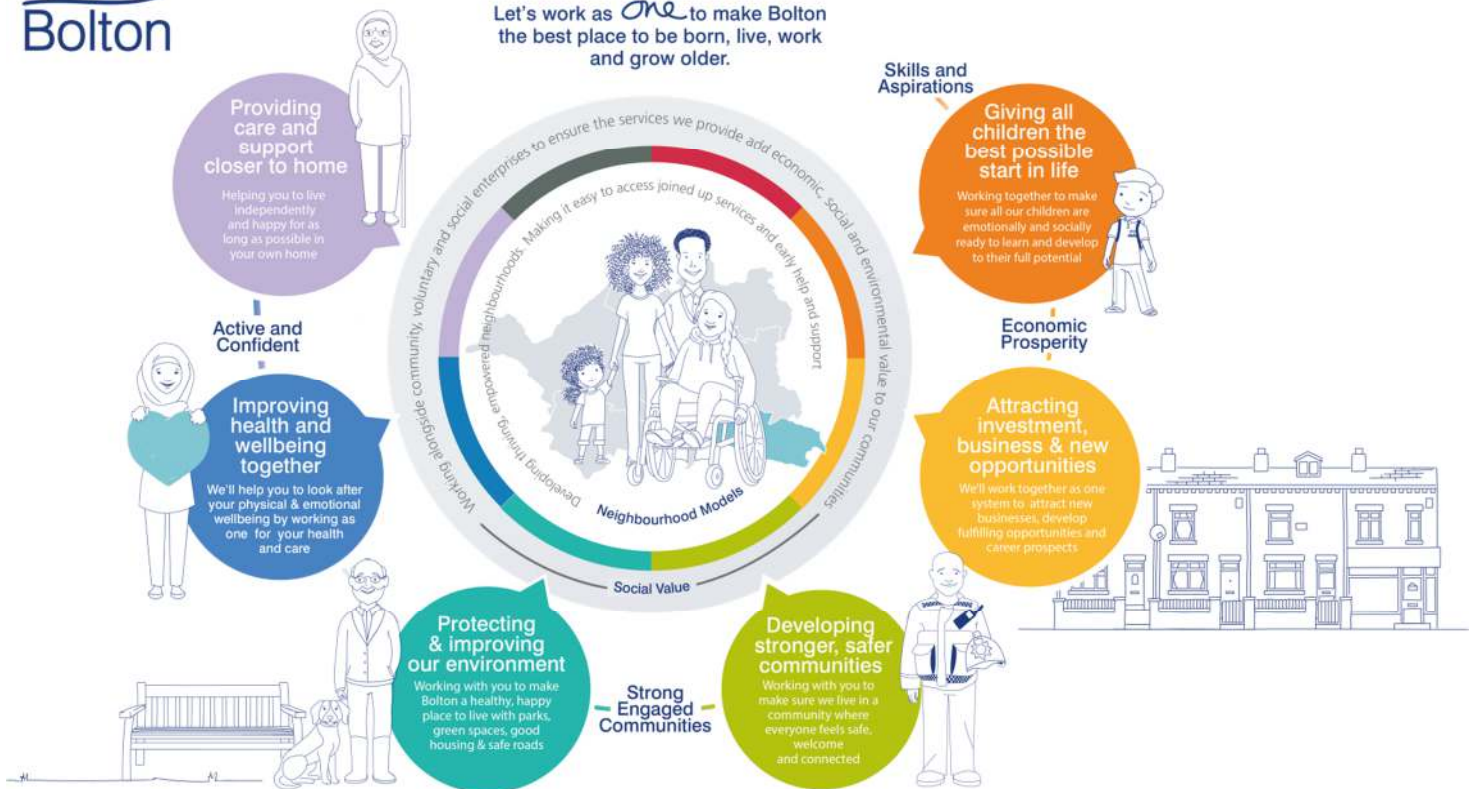 Bolton
Let's work as one to make Bolton
the best place to be born, live, work
and grow older.
Providing
care and
support
closer to home
Helping you to live
independently
and happy for as
long as possible in
your own home
Skills and
Aspirations
Giving all
children the
best possible
start in life
Working together to make
sure all our children are
emotionally and socially
ready to learn and develop
to their full potential
Working alongside community, voluntary and social enterprises to ensure the services we provide add economic, social and environmental value to our communities
Developing thriving, empowered neighbourhoods. Making it easy to access joined up services and early help and support
Neighbourhood Models
Social Value
Active and
Confident
Economic
Prosperity
Improving
health and
wellbeing
together
We'll help you to look after
your physical & emotional
wellbeing by working as
one for your health
and care
Attracting
investment,
business & new
opportunities
We'll work together as one
system to attract new
businesses, develop
fulfilling opportunities and
career prospects
Protecting
& improving
our environment
Working with you to make
Bolton a healthy, happy
place to live with parks,
green spaces, good
housing & safe roads
Strong
Engaged
Communities
Developing
stronger, safer
communities
Working with you to
make sure we live in a
community where
everyone feels safe,
welcome
and connected